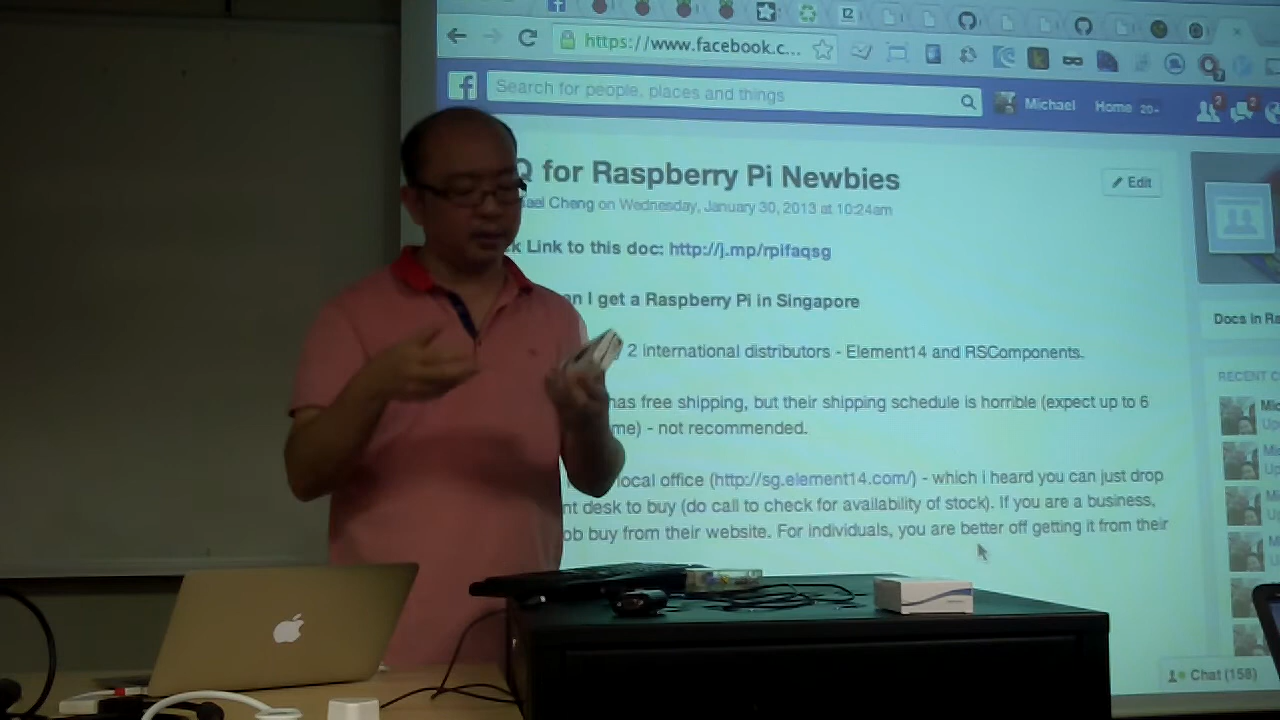 https://www.facebook.c...
Search for people, places and things
Michael Home 20+
Q for Raspberry Pi Newbies
Edit
Cheng on Wednesday, January 30, 2013 at 10:24am
Link to this doc: http://j.mp/rpifaqsg
I get a Raspberry Pi in Singapore
Docs in Ra
2 international distributors - Element14 and RSComponents.
RECENT
has free shipping, but their shipping schedule is horrible (expect up to 6
me) - not recommended.
local office (http://sg.element14.com/) - which i heard you can just drop
nt desk to buy (do call to check for availability of stock). If you are a business,
ob buy from their website. For individuals, you are better off getting it from their
Chat (158)